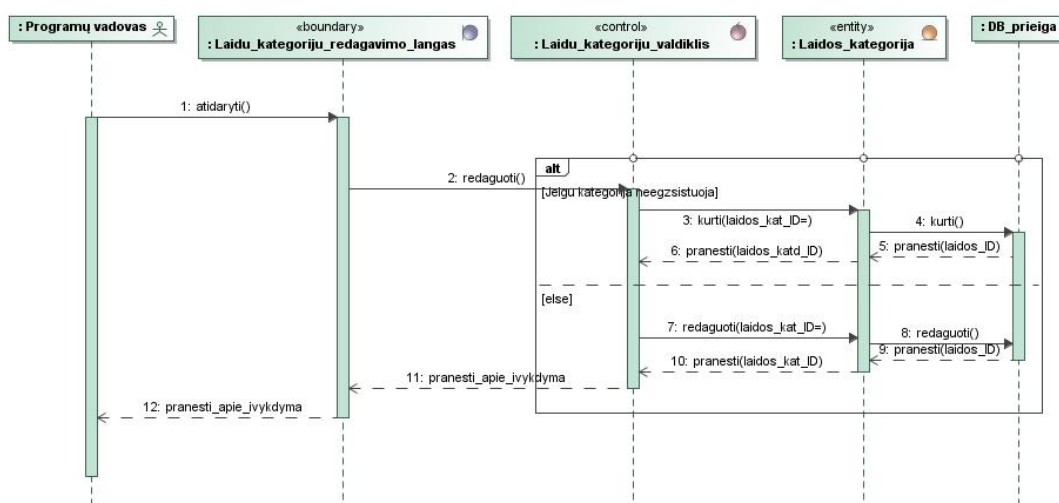 : Programų vadovas
«boundary»
: Laidu_kategoriju_redagavimo_langas
«control»
: Laidu_kategoriju_valdiklis
«entity»
: Laidos_kategorija
: DB_prieiga
1: atidaryti()
alt
2: redaguoti()
[Jeigu kategorija neegzsistuoja]
3: kurti(laidos_kat_ID=)
4: kurti()
5: pranesti(laidos_ID)
6: pranesti(laidos_katd_ID)
[else]
7: redaguoti(laidos_kat_ID=)
8: redaguoti()
9: pranesti(laidos_ID)
10: pranesti(laidos_kat_ID)
11: pranesti_apie_ivykdyma
12: pranesti_apie_ivykdyma